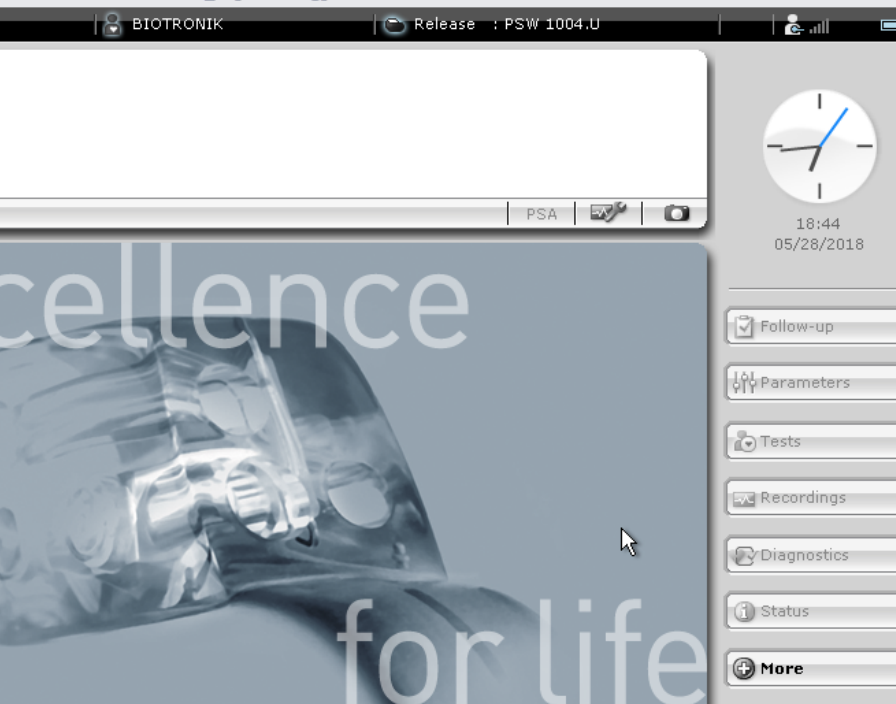 BIOTRONIK
Release : PSW 1004.U
PSA
18:44
05/28/2018
cellence
for life
Follow-up
Parameters
Tests
Recordings
Diagnostics
Status
More